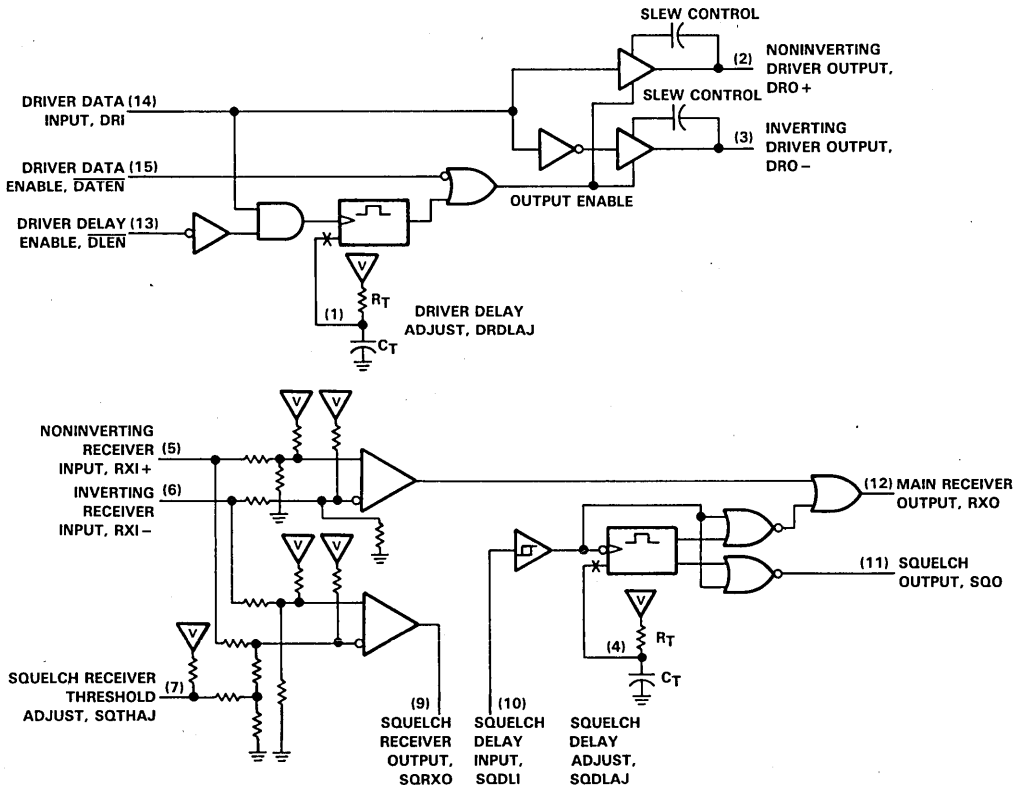 SLEW CONTROL
(2) NONINVERTING
DRIVER OUTPUT,
DRO+
DRIVER DATA (14)
INPUT, DRI
SLEW CONTROL
(3) INVERTING
DRIVER OUTPUT,
DRO−
DRIVER DATA (15)
ENABLE, DATEN
OUTPUT ENABLE
DRIVER DELAY (13)
ENABLE, DLEN
V
RT
(1)
DRIVER DELAY
ADJUST, DRDLAJ
CT
V
V
NONINVERTING
RECEIVER (5)
INPUT, RXI+
INVERTING (6)
RECEIVER
INPUT, RXI−
(12) MAIN RECEIVER
OUTPUT, RXO
V
V
(11) SQUELCH
OUTPUT, SQO
V
V
RT
(4)
CT
SQUELCH RECEIVER
THRESHOLD (7)
ADJUST, SQTHAJ
(9)
SQUELCH
RECEIVER
OUTPUT,
SQRXO
(10)
SQUELCH
DELAY
INPUT,
SQDLI
SQUELCH
DELAY
ADJUST,
SQDLAJ